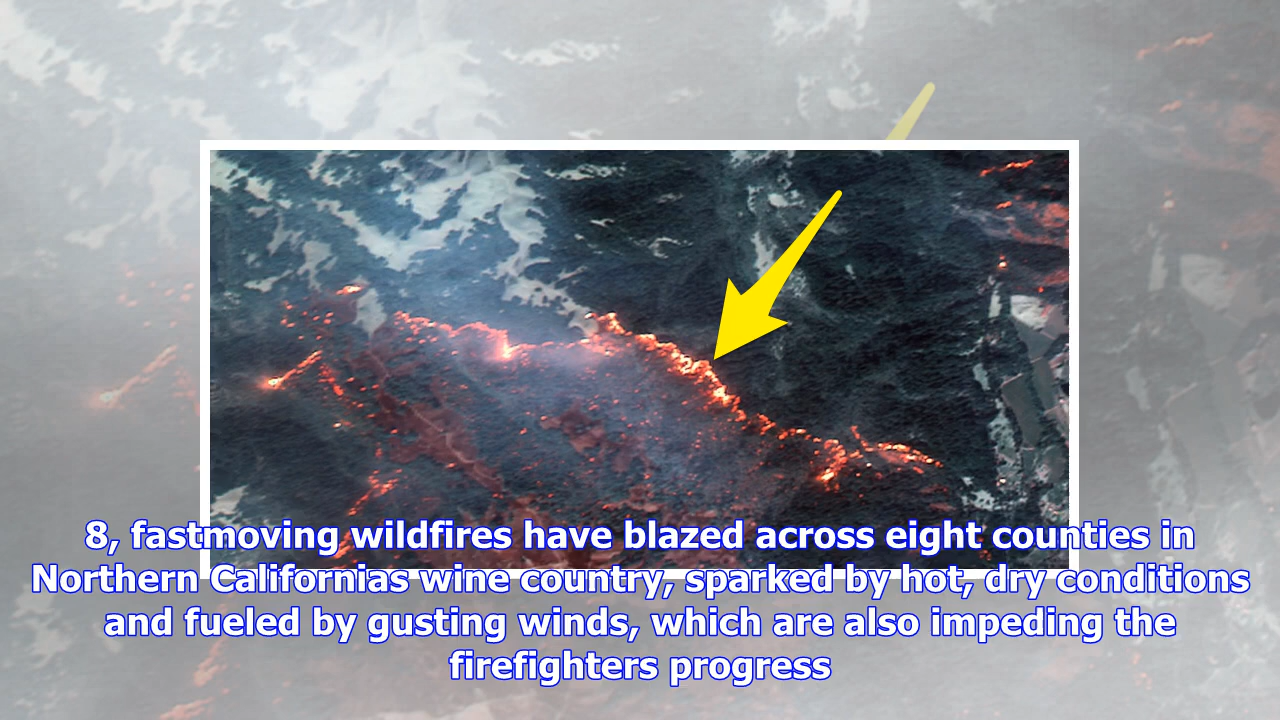 8, fastmoving wildfires have blazed across eight counties in
Northern Californias wine country, sparked by hot, dry conditions
and fueled by gusting winds, which are also impeding the
firefighters progress